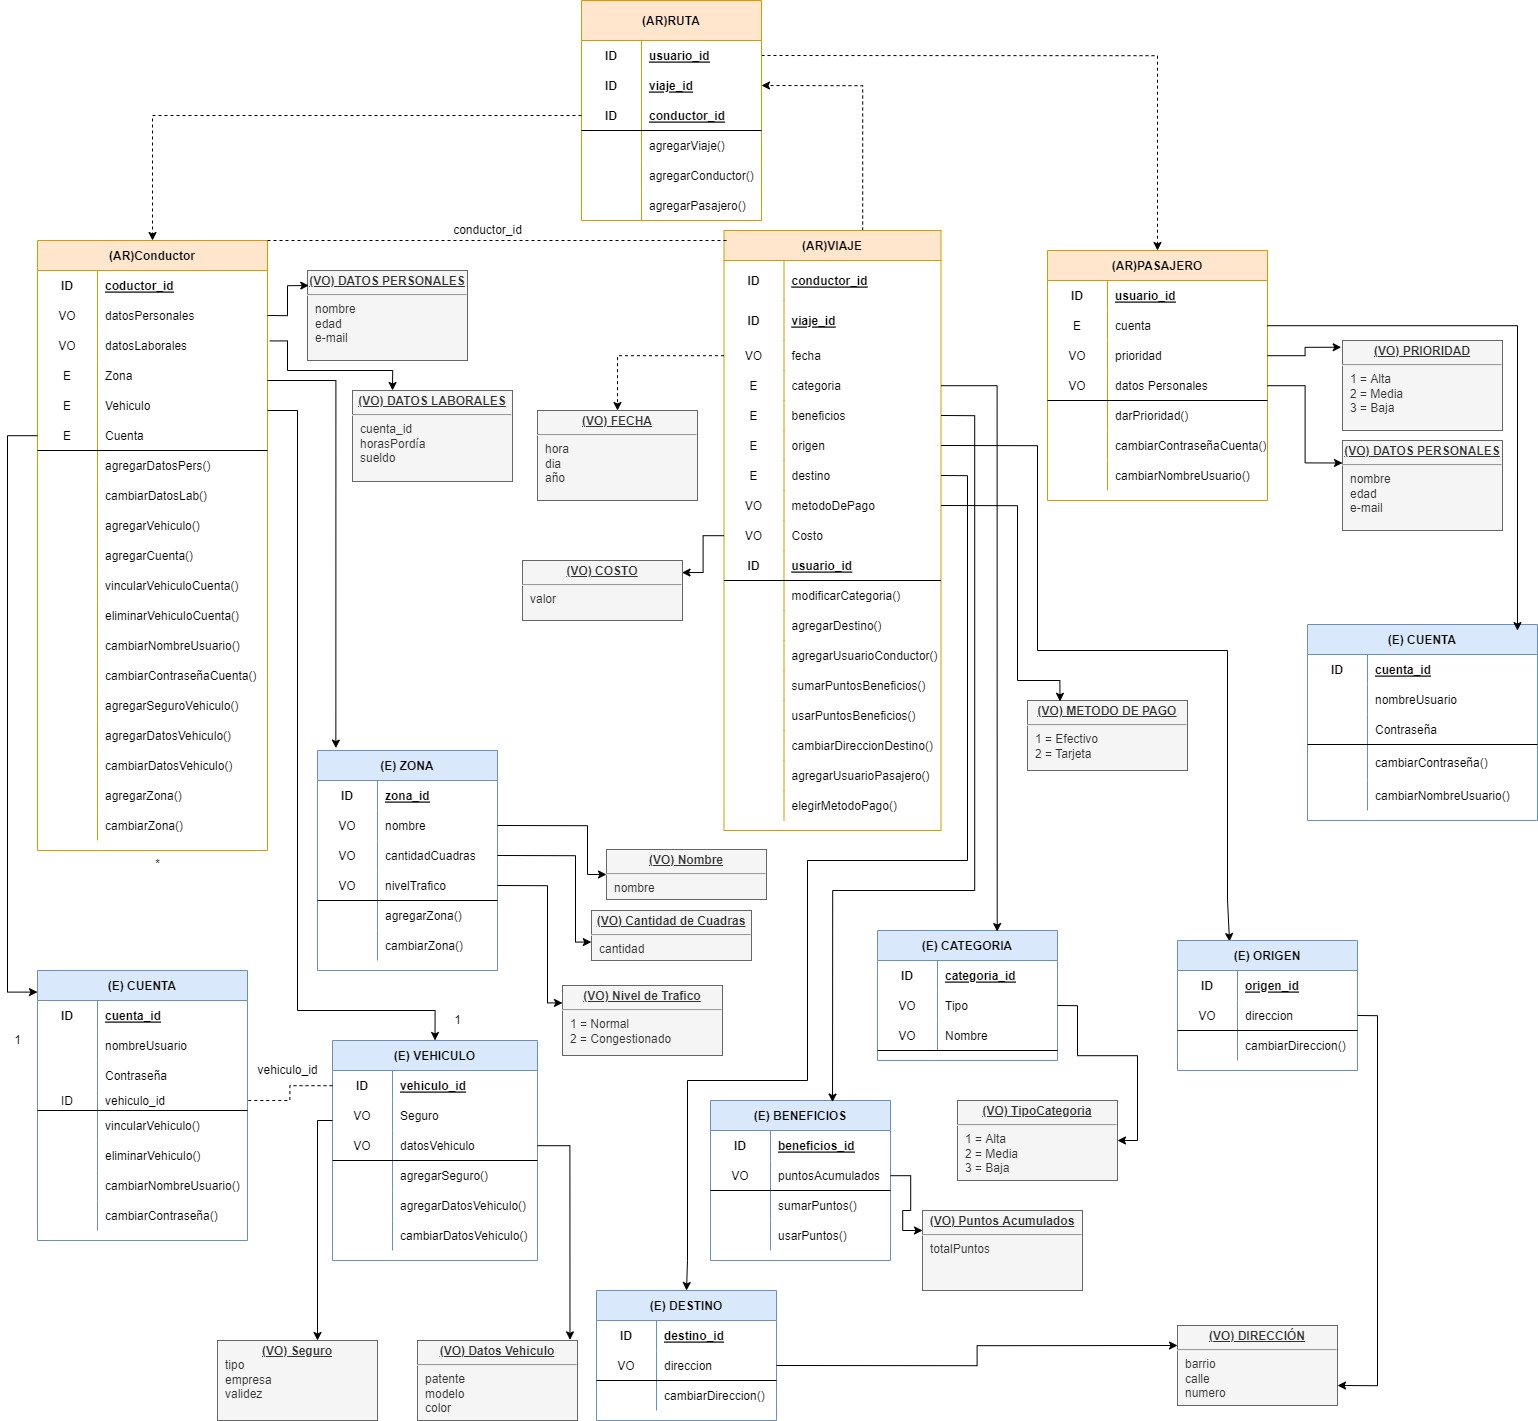 (AR)RUTA
ID usuario_id
ID viaje_id
ID conductor_id
agregarViaje()
agregarConductor()
agregarPasajero()
conductor_id
(AR)Conductor
ID coductor_id
VO datosPersonales
VO datosLaborales
E Zona
E Vehiculo
E Cuenta
agregarDatosPers()
cambiarDatosLab()
agregarVehiculo()
agregarCuenta()
vincularVehiculoCuenta()
eliminarVehiculoCuenta()
cambiarNombreUsuario()
cambiarContraseñaCuenta()
agregarSeguroVehiculo()
agregarDatosVehiculo()
cambiarDatosVehiculo()
agregarZona()
cambiarZona()
*
(VO) DATOS PERSONALES
nombre
edad
e-mail
(VO) DATOS LABORALES
cuenta_id
horasPordía
sueldo
(VO) FECHA
hora
dia
año
(VO) COSTO
valor
(AR)VIAJE
ID conductor_id
ID viaje_id
VO fecha
E categoria
E beneficios
E origen
E destino
VO metodoDePago
VO Costo
ID usuario_id
modificarCategoria()
agregarDestino()
agregarUsuarioConductor()
sumarPuntosBeneficios()
usarPuntosBeneficios()
cambiarDireccionDestino()
agregarUsuarioPasajero()
elegirMetodoPago()
(AR)PASAJERO
ID usuario_id
E cuenta
VO prioridad
VO datos Personales
darPrioridad()
cambiarContraseñaCuenta()
cambiarNombreUsuario()
(VO) PRIORIDAD
1 = Alta
2 = Media
3 = Baja
(VO) DATOS PERSONALES
nombre
edad
e-mail
(E) CUENTA
ID cuenta_id
nombreUsuario
Contraseña
cambiarContraseña()
cambiarNombreUsuario()
(VO) METODO DE PAGO
1 = Efectivo
2 = Tarjeta
(E) ZONA
ID zona_id
VO nombre
VO cantidadCuadras
VO nivelTrafico
agregarZona()
cambiarZona()
(VO) Nombre
nombre
(VO) Cantidad de Cuadras
cantidad
(VO) Nivel de Trafico
1 = Normal
2 = Congestionado
(E) CUENTA
ID cuenta_id
nombreUsuario
Contraseña
ID vehiculo_id
vincularVehiculo()
eliminarVehiculo()
cambiarNombreUsuario()
cambiarContraseña()
1
vehiculo_id
1
(E) VEHICULO
ID vehiculo_id
VO Seguro
VO datosVehiculo
agregarSeguro()
agregarDatosVehiculo()
cambiarDatosVehiculo()
(VO) Seguro
tipo
empresa
validez
(VO) Datos Vehiculo
patente
modelo
color
(E) CATEGORIA
ID categoria_id
VO Tipo
VO Nombre
(VO) TipoCategoria
1 = Alta
2 = Media
3 = Baja
(E) ORIGEN
ID origen_id
VO direccion
cambiarDireccion()
(E) BENEFICIOS
ID beneficios_id
VO puntosAcumulados
sumarPuntos()
usarPuntos()
(VO) Puntos Acumulados
totalPuntos
(E) DESTINO
ID destino_id
VO direccion
cambiarDireccion()
(VO) DIRECCIÓN
barrio
calle
numero